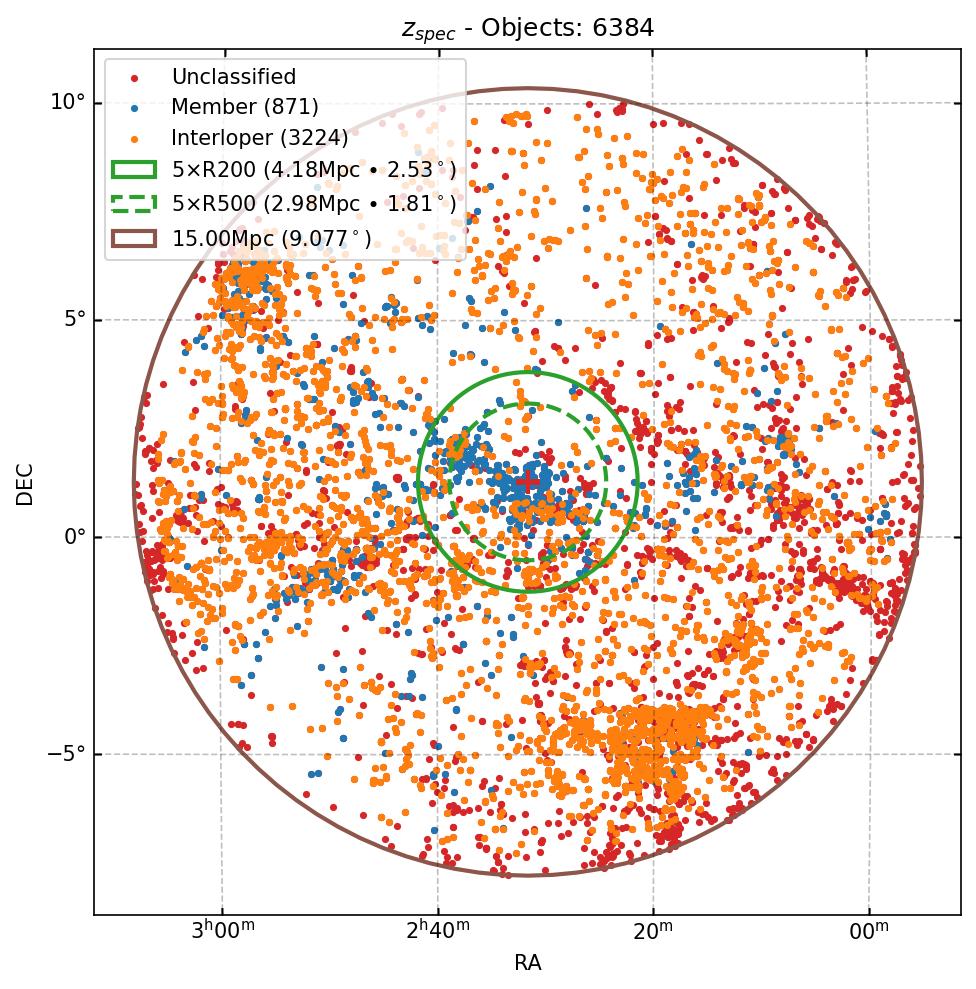 z_spec - Objects: 6384
Unclassified
Member (871)
Interloper (3224)
5×R200 (4.18Mpc • 2.53°)
5×R500 (2.98Mpc • 1.81°)
15.00Mpc (9.077°)
10°
5°
0°
−5°
DEC
3ʰ00ᵐ 2ʰ40ᵐ 20ᵐ 00ᵐ
RA